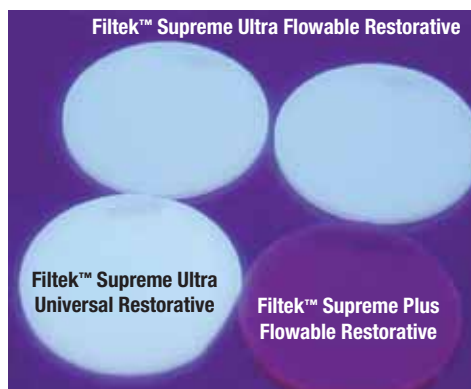 Filtek™ Supreme Ultra Flowable Restorative
Filtek™ Supreme Ultra
Universal Restorative
Filtek™ Supreme Plus
Flowable Restorative